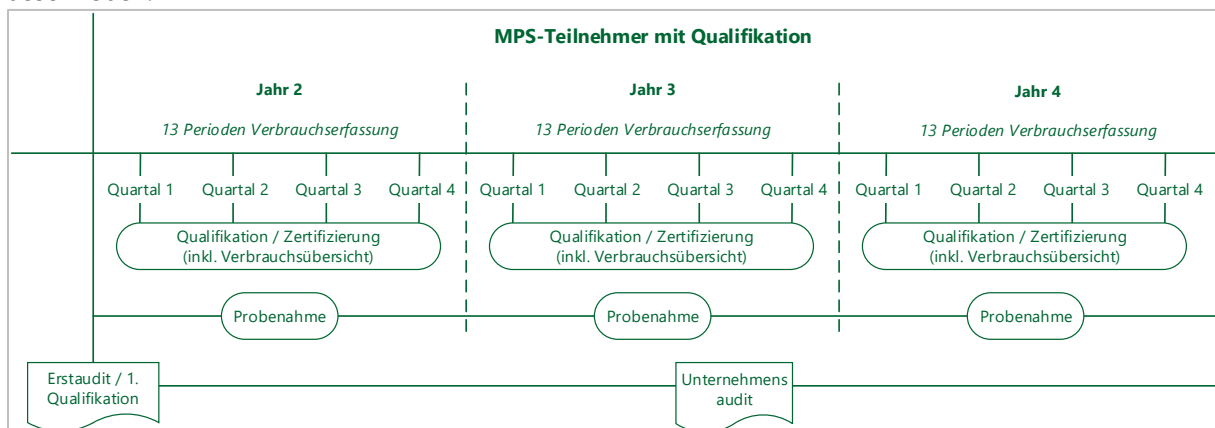 MPS-Teilnehmer mit Qualifikation
Jahr 2
Jahr 3
Jahr 4
13 Perioden Verbrauchserfassung
13 Perioden Verbrauchserfassung
13 Perioden Verbrauchserfassung
Quartal 1
Quartal 2
Quartal 3
Quartal 4
Quartal 1
Quartal 2
Quartal 3
Quartal 4
Quartal 1
Quartal 2
Quartal 3
Quartal 4
Qualifikation / Zertifizierung
(inkl. Verbrauchsübersicht)
Qualifikation / Zertifizierung
(inkl. Verbrauchsübersicht)
Qualifikation / Zertifizierung
(inkl. Verbrauchsübersicht)
Probenahme
Probenahme
Probenahme
Erstaudit / 1.
Qualifikation
Unternehmens
audit